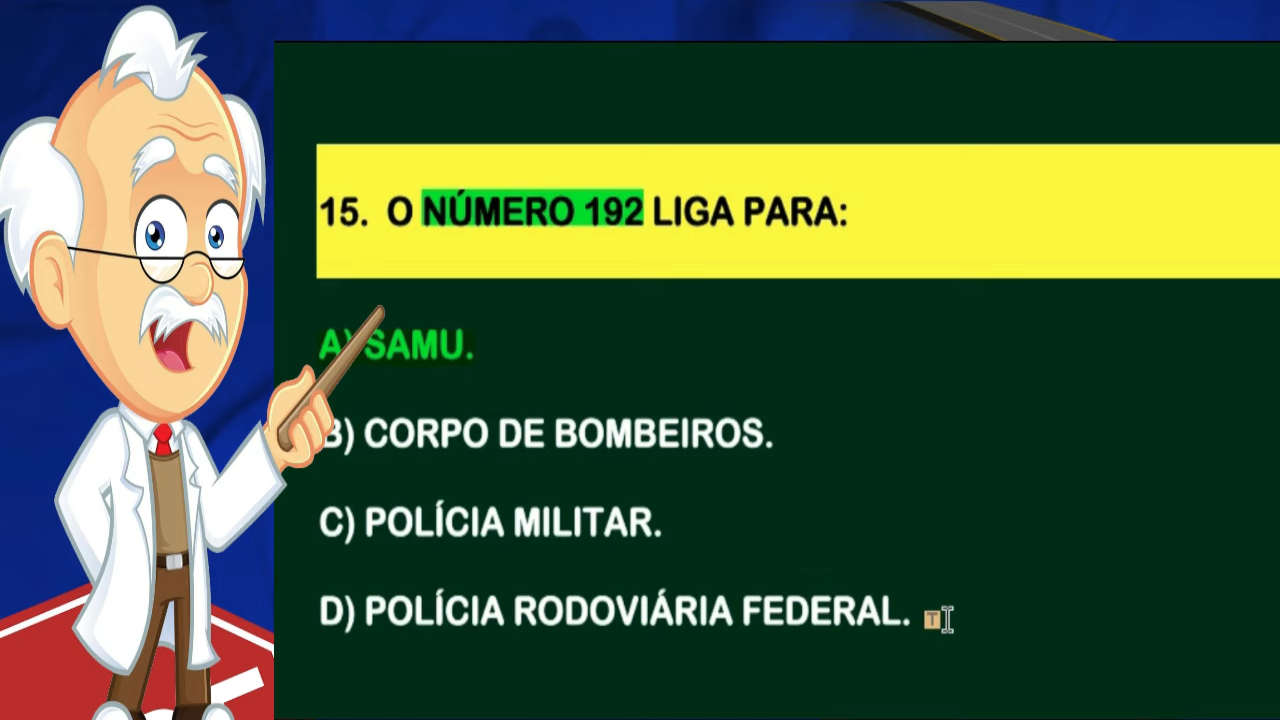 15. O NÚMERO 192 LIGA PARA:
A) SAMU.
B) CORPO DE BOMBEIROS.
C) POLÍCIA MILITAR.
D) POLÍCIA RODOVIÁRIA FEDERAL.
T